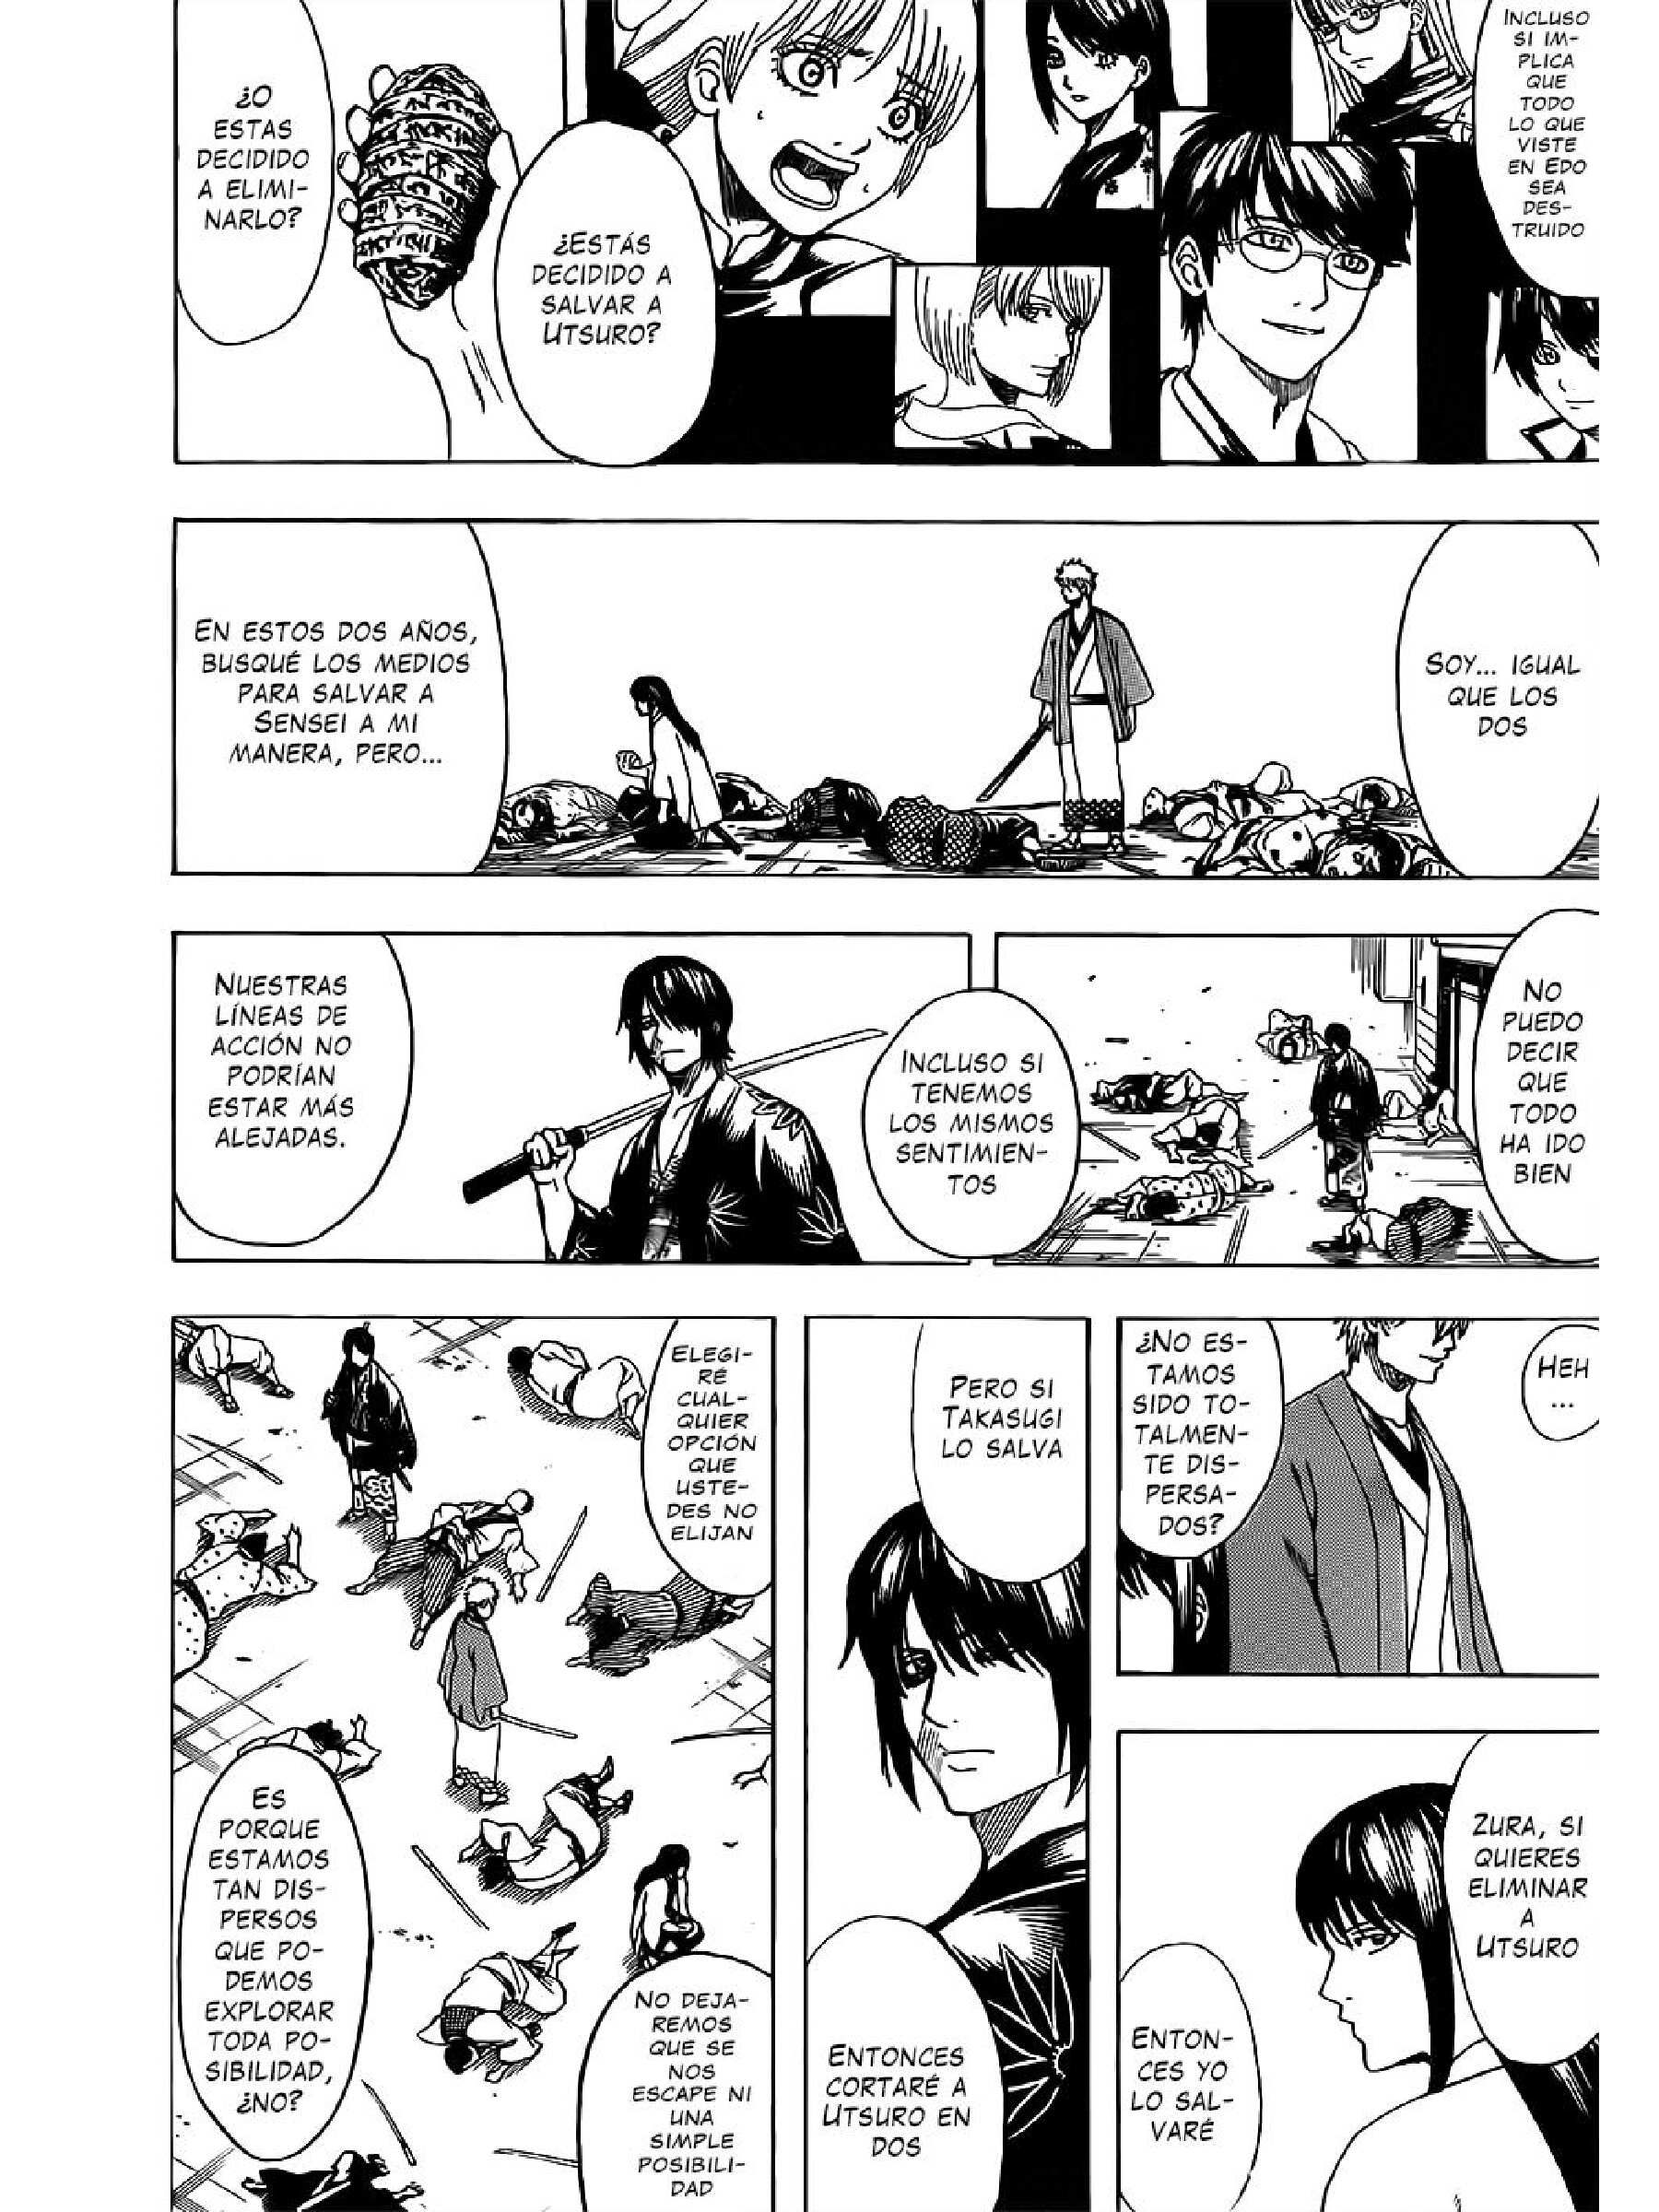 INCLUSO
SI IM-
PLICA
QUE
TODO
LO QUE
VISTE
EN EDO
SEA
DES-
TRUIDO
¿ESTÁS
DECIDIDO A
SALVAR A
UTSURO?
¿O
ESTAS
DECIDIDO
A ELIMI-
NARLO?
SOY... IGUAL
QUE LOS
DOS
EN ESTOS DOS AÑOS,
BUSQUÉ LOS MEDIOS
PARA SALVAR A
SENSEI A MI
MANERA, PERO...
NO
PUEDO
DECIR
QUE
TODO
HA IDO
BIEN
INCLUSO SI
TENEMOS
LOS MISMOS
SENTIMIEN-
TOS
NUESTRAS
LÍNEAS DE
ACCIÓN NO
PODRÍAN
ESTAR MÁS
ALEJADAS.
HEH
...
¿NO ES-
TAMOS
SIDO TO-
TALMEN-
TE DIS-
PERSA-
DOS?
ZURA, SI
QUIERES
ELIMINAR
A
UTSURO
ENTON-
CES YO
LO SAL-
VARÉ
PERO SI
TAKASUGI
LO SALVA
ENTONCES
CORTARÉ A
UTSURO EN
DOS
ELEGI-
RÉ
CUAL-
QUIER
OPCIÓN
QUE
USTE-
DES NO
ELIJAN
NO DEJA-
REMOS
QUE SE
NOS
ESCAPE NI
UNA
SIMPLE
POSIBILI-
DAD
ES
PORQUE
ESTAMOS
TAN DIS-
PERSOS
QUE PO-
DEMOS
EXPLORAR
TODA PO-
SIBILIDAD,
¿NO?